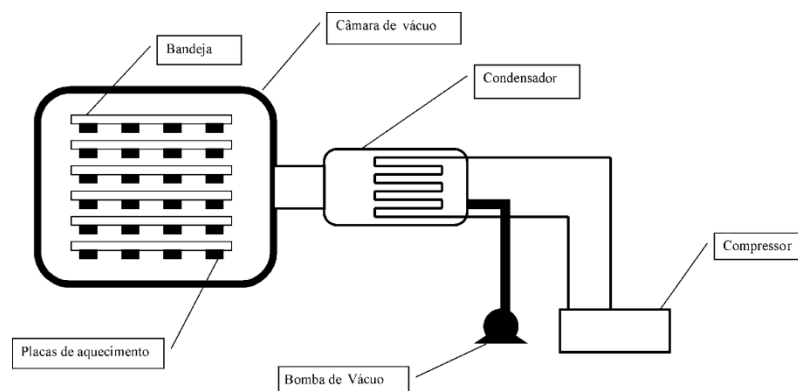 Câmara de vácuo
Bandeja
Condensador
Compressor
Placas de aquecimento
Bomba de Vácuo